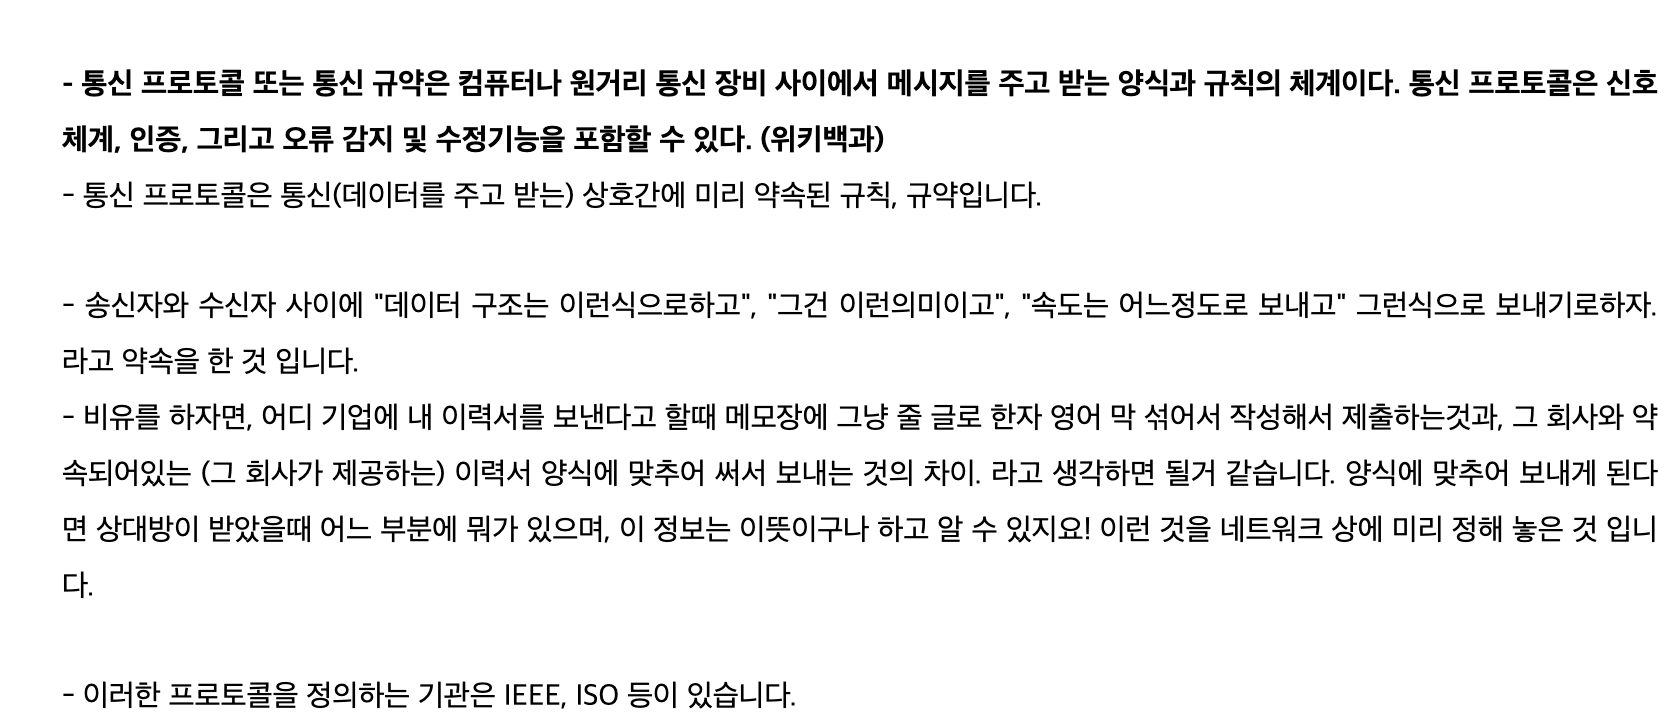 - 통신 프로토콜 또는 통신 규약은 컴퓨터나 원거리 통신 장비 사이에서 메시지를 주고 받는 양식과 규칙의 체계이다. 통신 프로토콜은 신호
체계, 인증, 그리고 오류 감지 및 수정기능을 포함할 수 있다. (위키백과)
- 통신 프로토콜은 통신(데이터를 주고 받는) 상호간에 미리 약속된 규칙, 규약입니다.
- 송신자와 수신자 사이에 "데이터 구조는 이런식으로하고", "그건 이런의미이고", "속도는 어느정도로 보내고" 그런식으로 보내기로하자.
라고 약속을 한 것 입니다.
- 비유를 하자면, 어디 기업에 내 이력서를 보낸다고 할때 메모장에 그냥 줄 글로 한자 영어 막 섞어서 작성해서 제출하는것과, 그 회사와 약
속되어있는 (그 회사가 제공하는) 이력서 양식에 맞추어 써서 보내는 것의 차이. 라고 생각하면 될거 같습니다. 양식에 맞추어 보내게 된다
면 상대방이 받았을때 어느 부분에 뭐가 있으며, 이 정보는 이뜻이구나 하고 알 수 있지요! 이런 것을 네트워크 상에 미리 정해 놓은 것 입니
다.
- 이러한 프로토콜을 정의하는 기관은 IEEE, ISO 등이 있습니다.